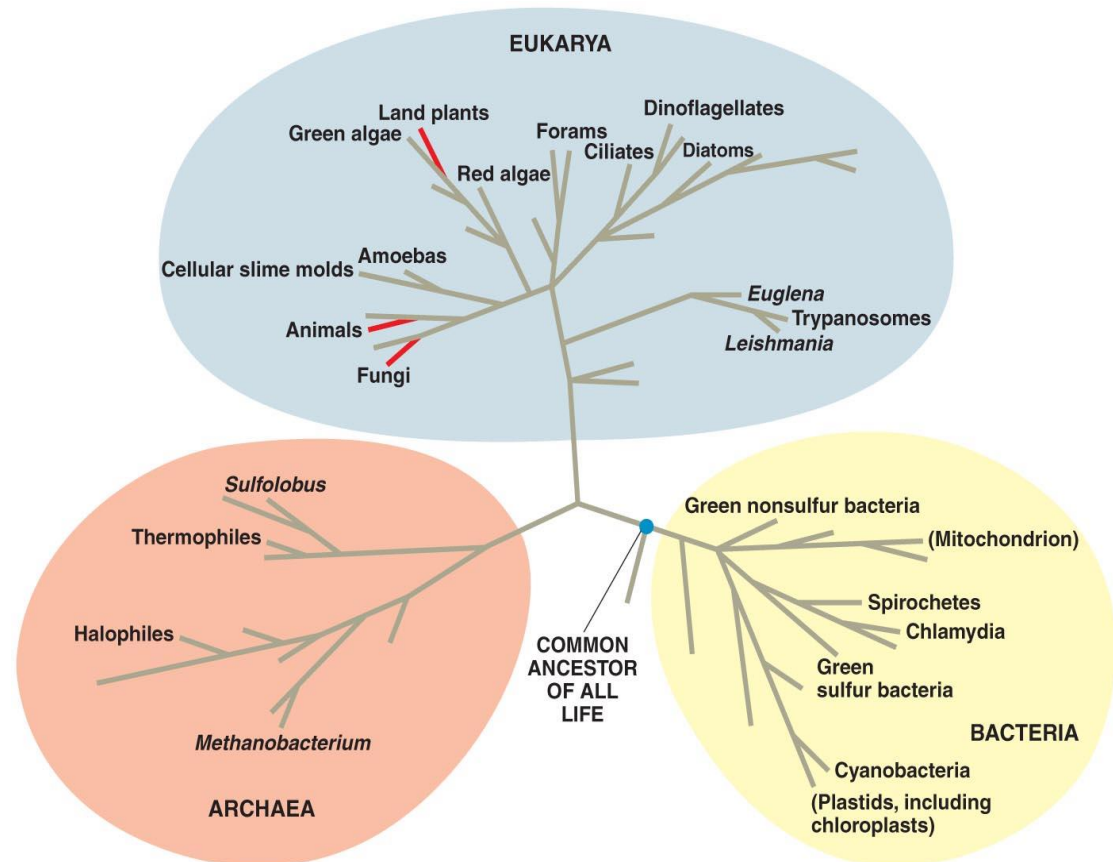 EUKARYA
Land plants
Green algae
Red algae
Forams
Ciliates
Dinoflagellates
Diatoms
Cellular slime molds
Amoebas
Animals
Fungi
Euglena
Trypanosomes
Leishmania
Sulfolobus
Thermophiles
Halophiles
Methanobacterium
ARCHAEA
COMMON
ANCESTOR
OF ALL
LIFE
Green nonsulfur bacteria
(Mitochondrion)
Spirochetes
Chlamydia
Green
sulfur bacteria
BACTERIA
Cyanobacteria
(Plastids, including
chloroplasts)